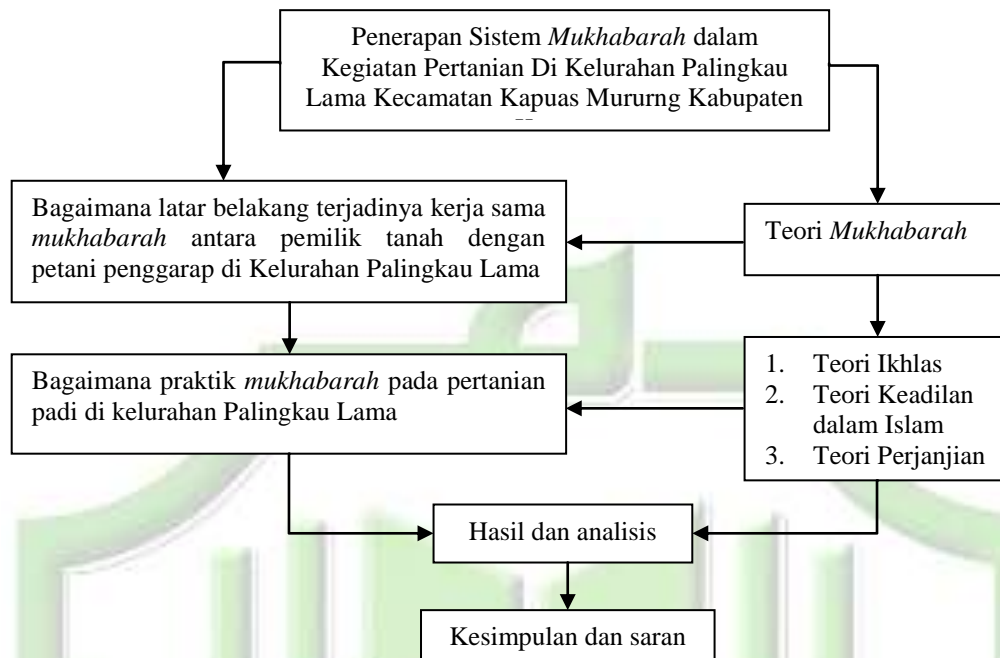 Penerapan Sistem Mukhabarah dalam
Kegiatan Pertanian Di Kelurahan Palingkau
Lama Kecamatan Kapuas Mururng Kabupaten
Bagaimana latar belakang terjadinya kerja sama
mukhabarah antara pemilik tanah dengan
petani penggarap di Kelurahan Palingkau Lama
Teori Mukhabarah
Bagaimana praktik mukhabarah pada pertanian
padi di kelurahan Palingkau Lama
1. Teori Ikhlas
2. Teori Keadilan
dalam Islam
3. Teori Perjanjian
Hasil dan analisis
Kesimpulan dan saran